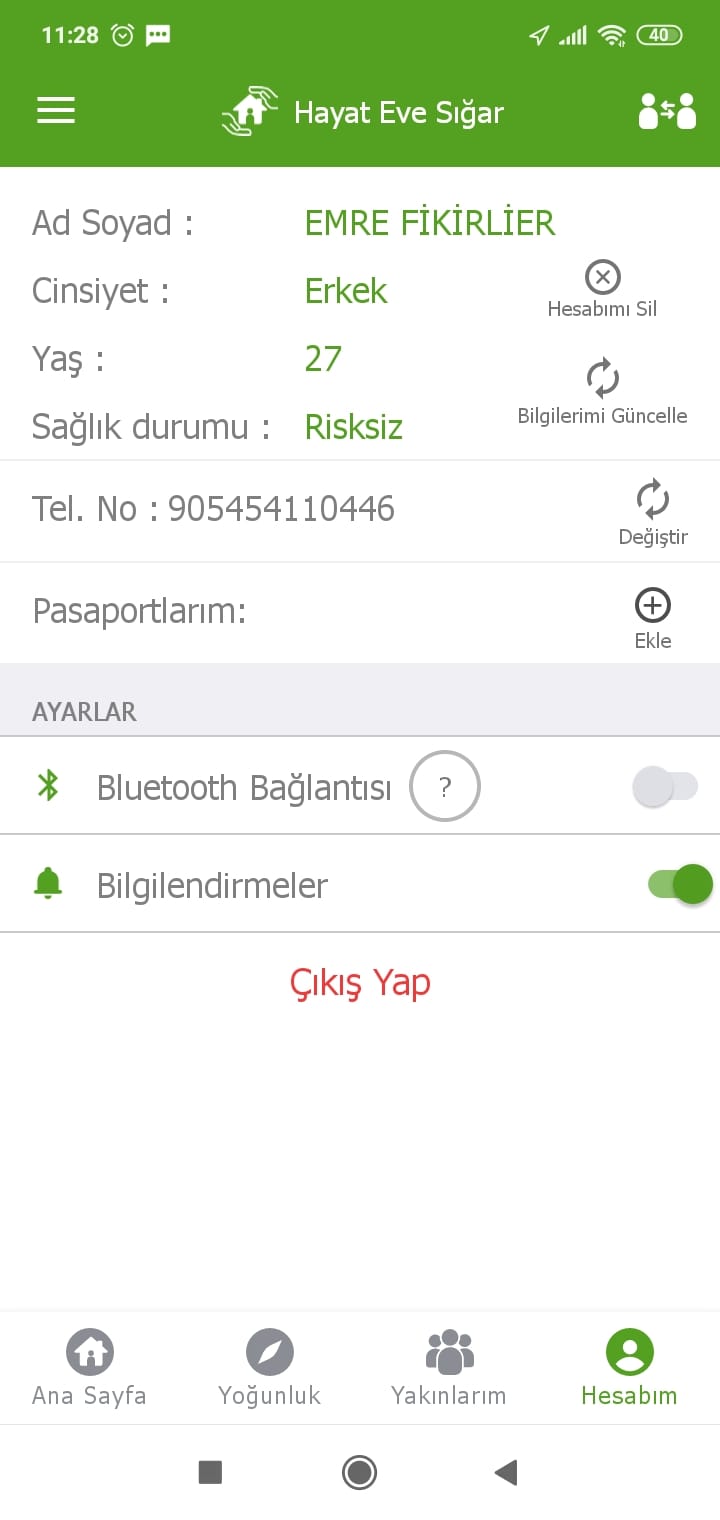 11:28
40
Hayat Eve Sığar
Ad Soyad : EMRE FİKİRLİER
Cinsiyet : Erkek
Hesabımı Sil
Yaş : 27
Sağlık durumu : Risksiz
Bilgilerimi Güncelle
Tel. No : 905454110446
Değiştir
Pasaportlarım:
Ekle
AYARLAR
Bluetooth Bağlantısı ?
Bilgilendirmeler
Çıkış Yap
Ana Sayfa Yoğunluk Yakınlarım Hesabım